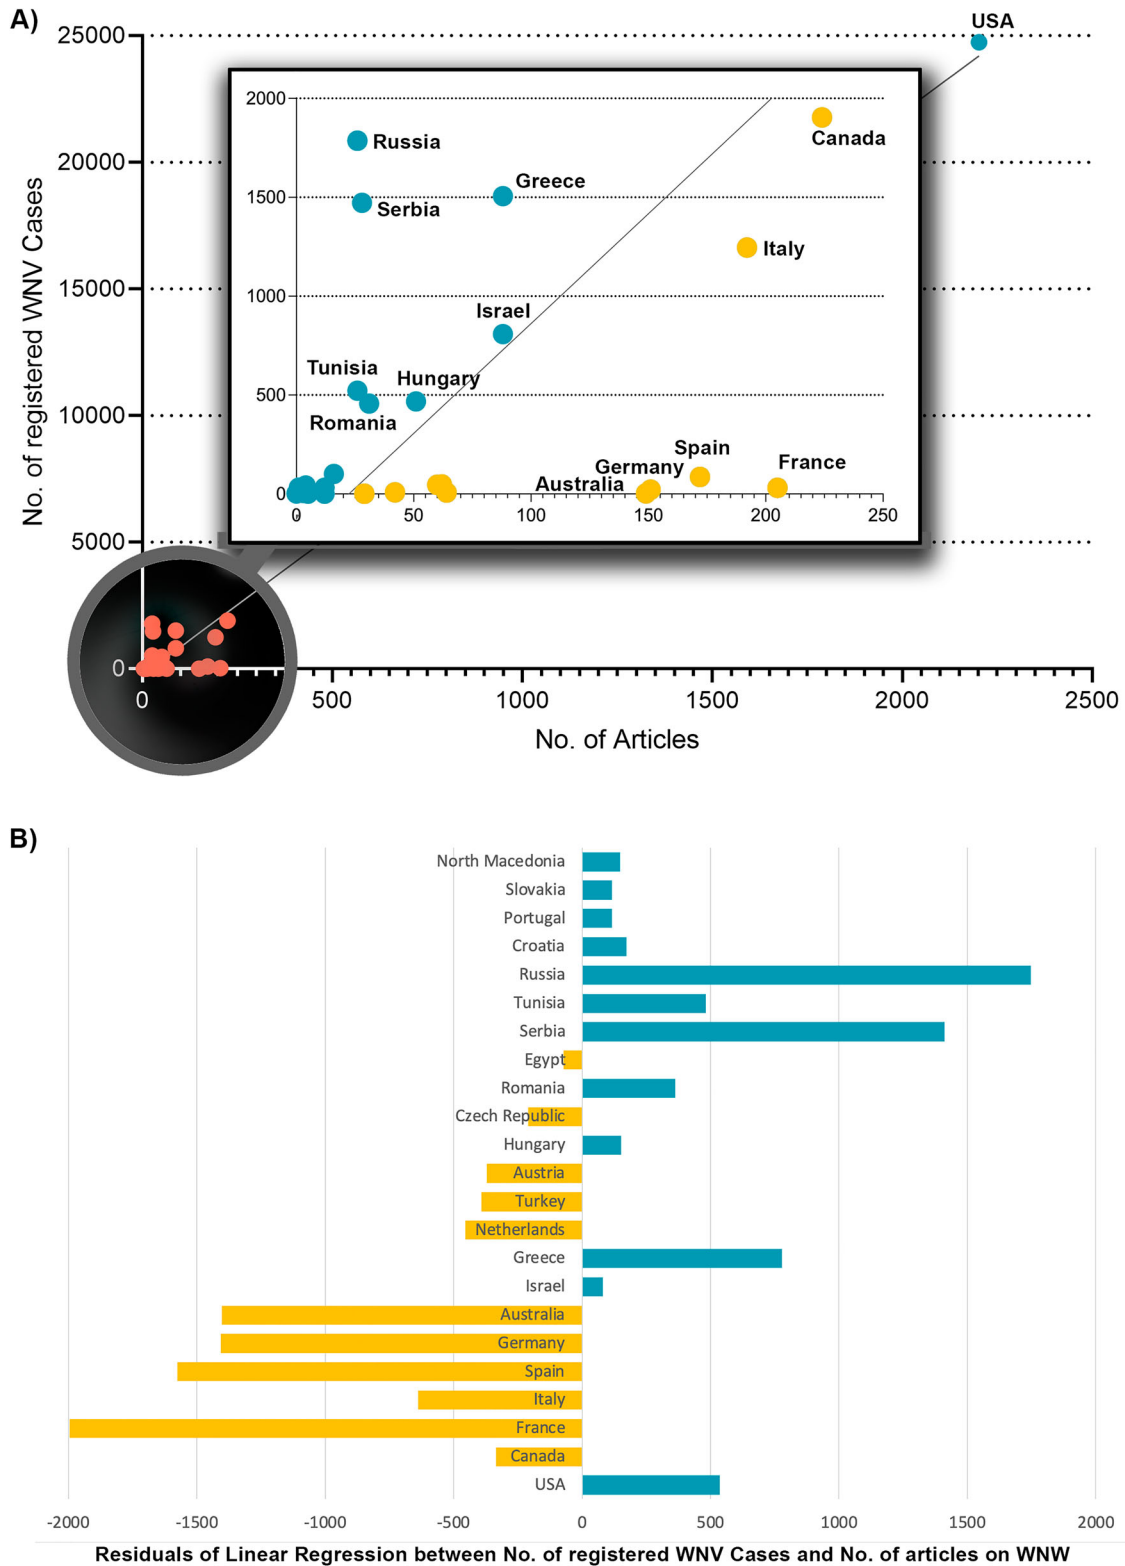 A)
USA
25000
20000
15000
10000
5000
0
No. of registered WNV Cases
2000
1500
1000
500
0
Russia
Canada
Greece
Serbia
Italy
Israel
Tunisia
Hungary
Romania
Spain
Germany
France
Australia
0 50 100 150 200 250
0 500 1000 1500 2000 2500
No. of Articles
B)
North Macedonia
Slovakia
Portugal
Croatia
Russia
Tunisia
Serbia
Egypt
Romania
Czech Republic
Hungary
Austria
Turkey
Netherlands
Greece
Israel
Australia
Germany
Spain
Italy
France
Canada
USA
-2000 -1500 -1000 -500 0 500 1000 1500 2000
Residuals of Linear Regression between No. of registered WNV Cases and No. of articles on WNW